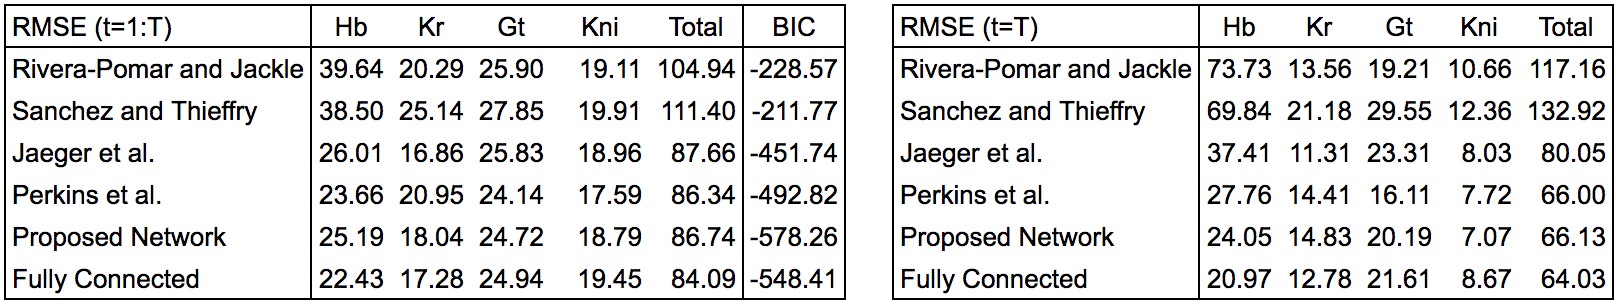 RMSE (t=1:T) Hb Kr Gt Kni Total BIC
Rivera-Pomar and Jackle 39.64 20.29 25.90 19.11 104.94 -228.57
Sanchez and Thieffry 38.50 25.14 27.85 19.91 111.40 -211.77
Jaeger et al. 26.01 16.86 25.83 18.96 87.66 -451.74
Perkins et al. 23.66 20.95 24.14 17.59 86.34 -492.82
Proposed Network 25.19 18.04 24.72 18.79 86.74 -578.26
Fully Connected 22.43 17.28 24.94 19.45 84.09 -548.41
RMSE (t=T) Hb Kr Gt Kni Total
Rivera-Pomar and Jackle 73.73 13.56 19.21 10.66 117.16
Sanchez and Thieffry 69.84 21.18 29.55 12.36 132.92
Jaeger et al. 37.41 11.31 23.31 8.03 80.05
Perkins et al. 27.76 14.41 16.11 7.72 66.00
Proposed Network 24.05 14.83 20.19 7.07 66.13
Fully Connected 20.97 12.78 21.61 8.67 64.03